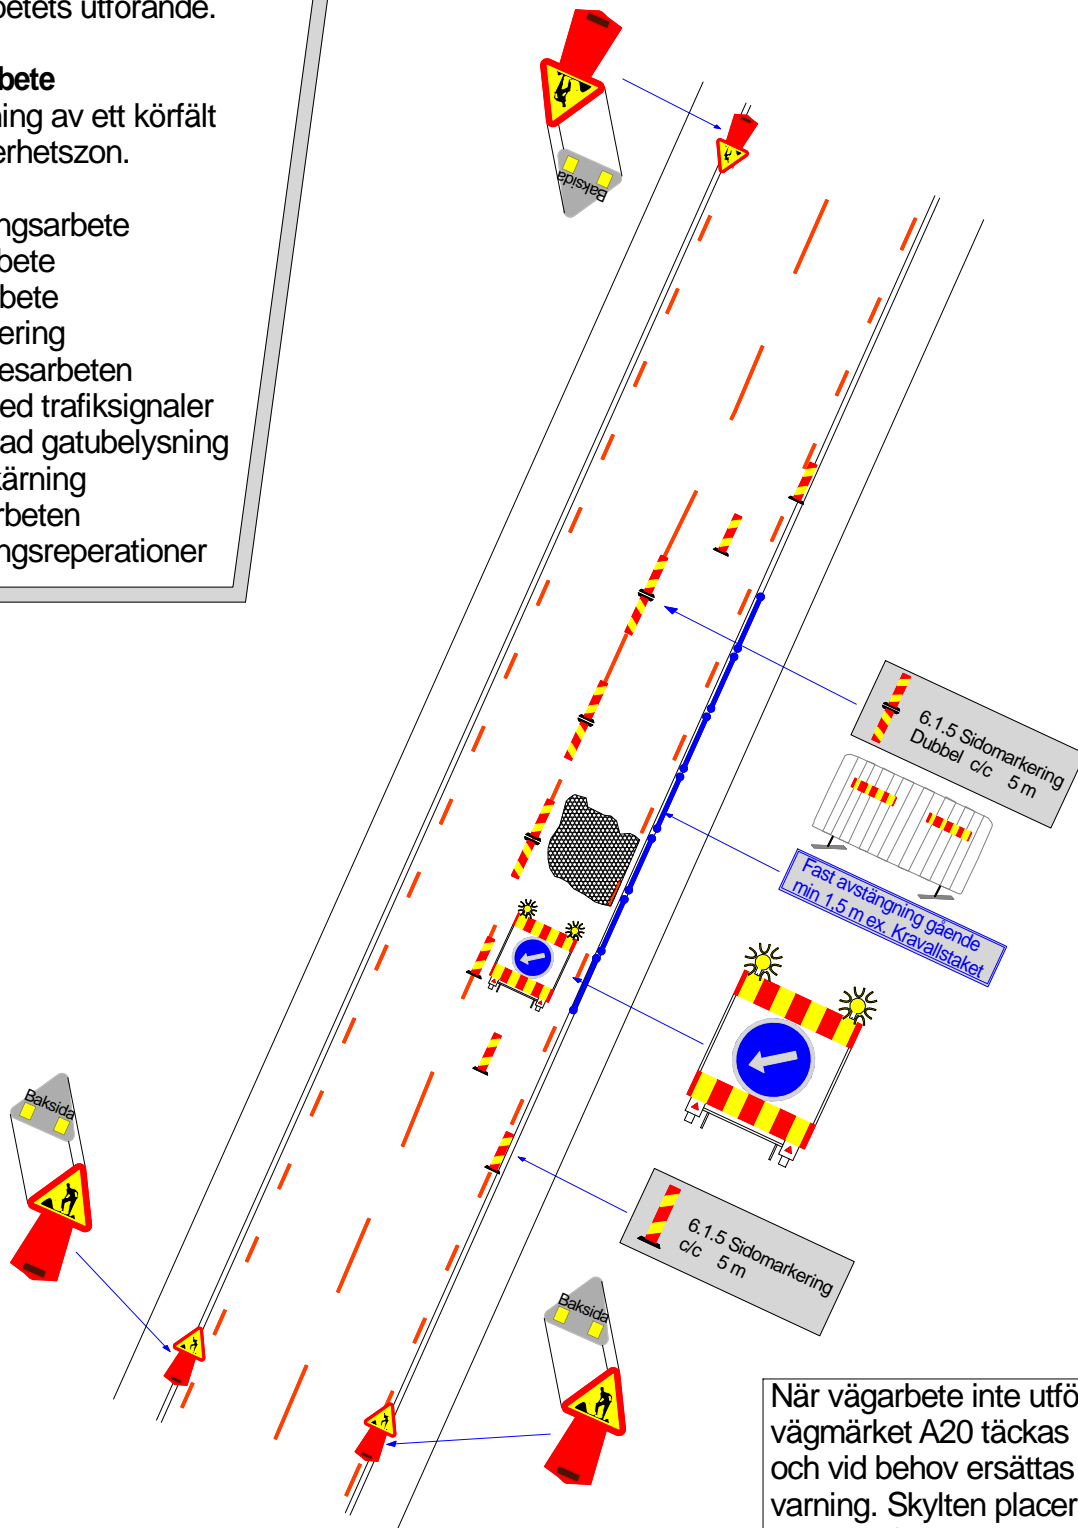 betets utförande.
bete
ning av ett körfält
erhetszon.
ngsarbete
bete
bete
ering
esarbeten
ed trafiksignaler
ad gatubelysning
kärning
rbeten
ngsreperationer
Baksida
6.1.5 Sidomarkering
Dubbel c/c 5 m
Fast avstängning gående
min 1,5 m ex. Kravallstaket
Baksida
6.1.5 Sidomarkering
c/c 5 m
Baksida
När vägarbete inte utfö
vägmärket A20 täckas
och vid behov ersättas
varning. Skylten placer